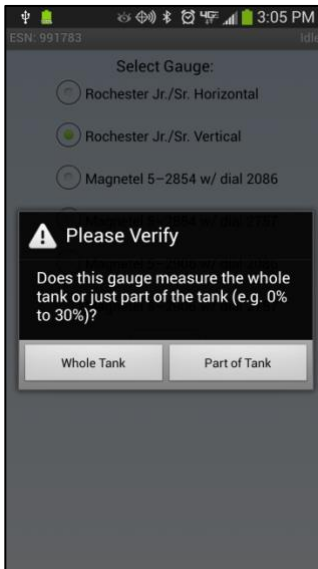 4G 3:05 PM
ESN: 991783 Idle
Select Gauge:
Rochester Jr./Sr. Horizontal
Rochester Jr./Sr. Vertical
Magnetel 5-2854 w/ dial 2086
Please Verify
Does this gauge measure the whole
tank or just part of the tank (e.g. 0%
to 30%)?
Whole Tank Part of Tank